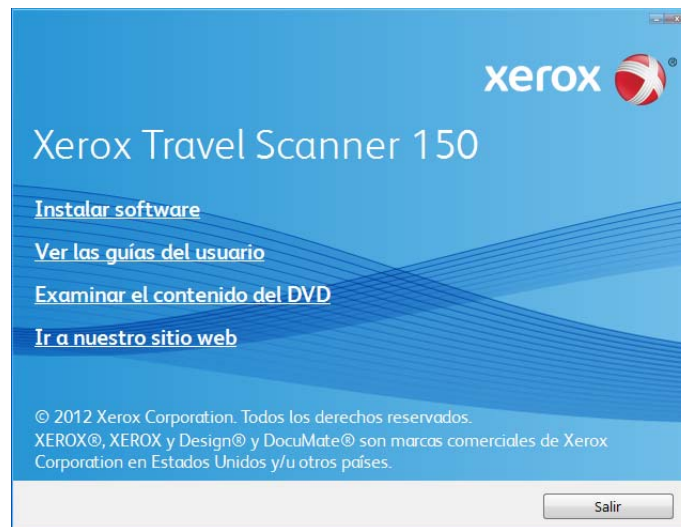 xerox ®
Xerox Travel Scanner 150
Instalar software
Ver las guías del usuario
Examinar el contenido del DVD
Ir a nuestro sitio web
© 2012 Xerox Corporation. Todos los derechos reservados.
XEROX®, XEROX y Design® y DocuMate® son marcas comerciales de Xerox
Corporation en Estados Unidos y/u otros países.
Salir